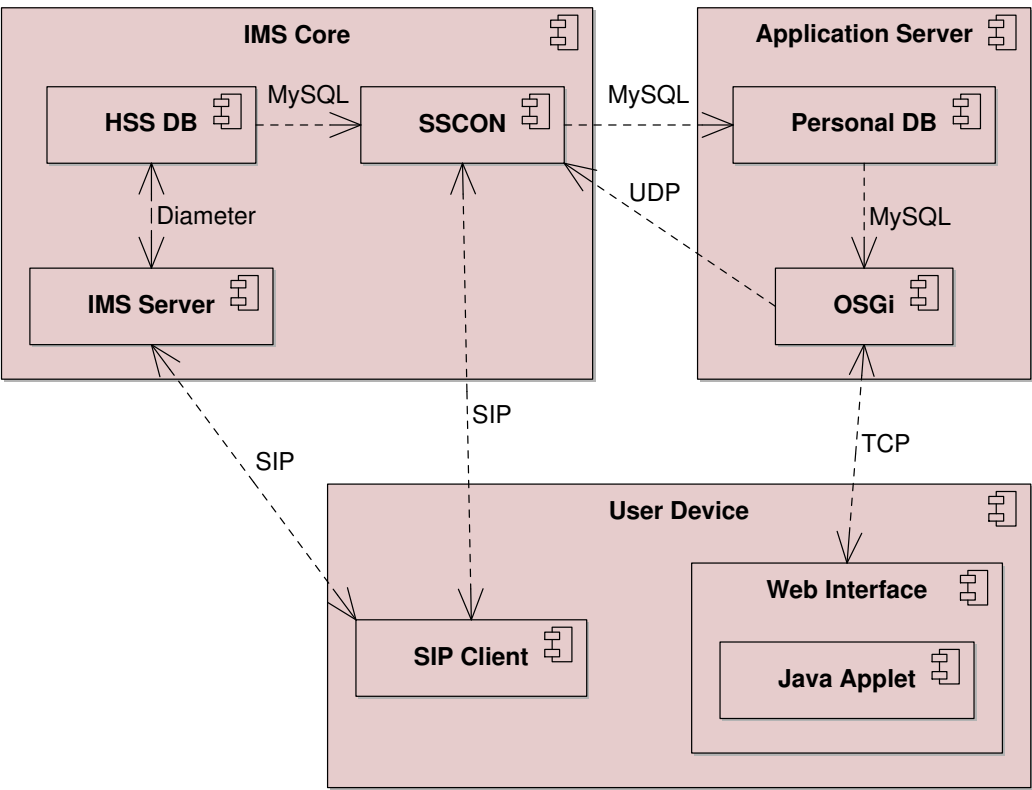 IMS Core
Application Server
MySQL
MySQL
HSS DB
SSCON
Personal DB
UDP
Diameter
MySQL
IMS Server
OSGi
SIP
TCP
SIP
User Device
Web Interface
SIP Client
Java Applet